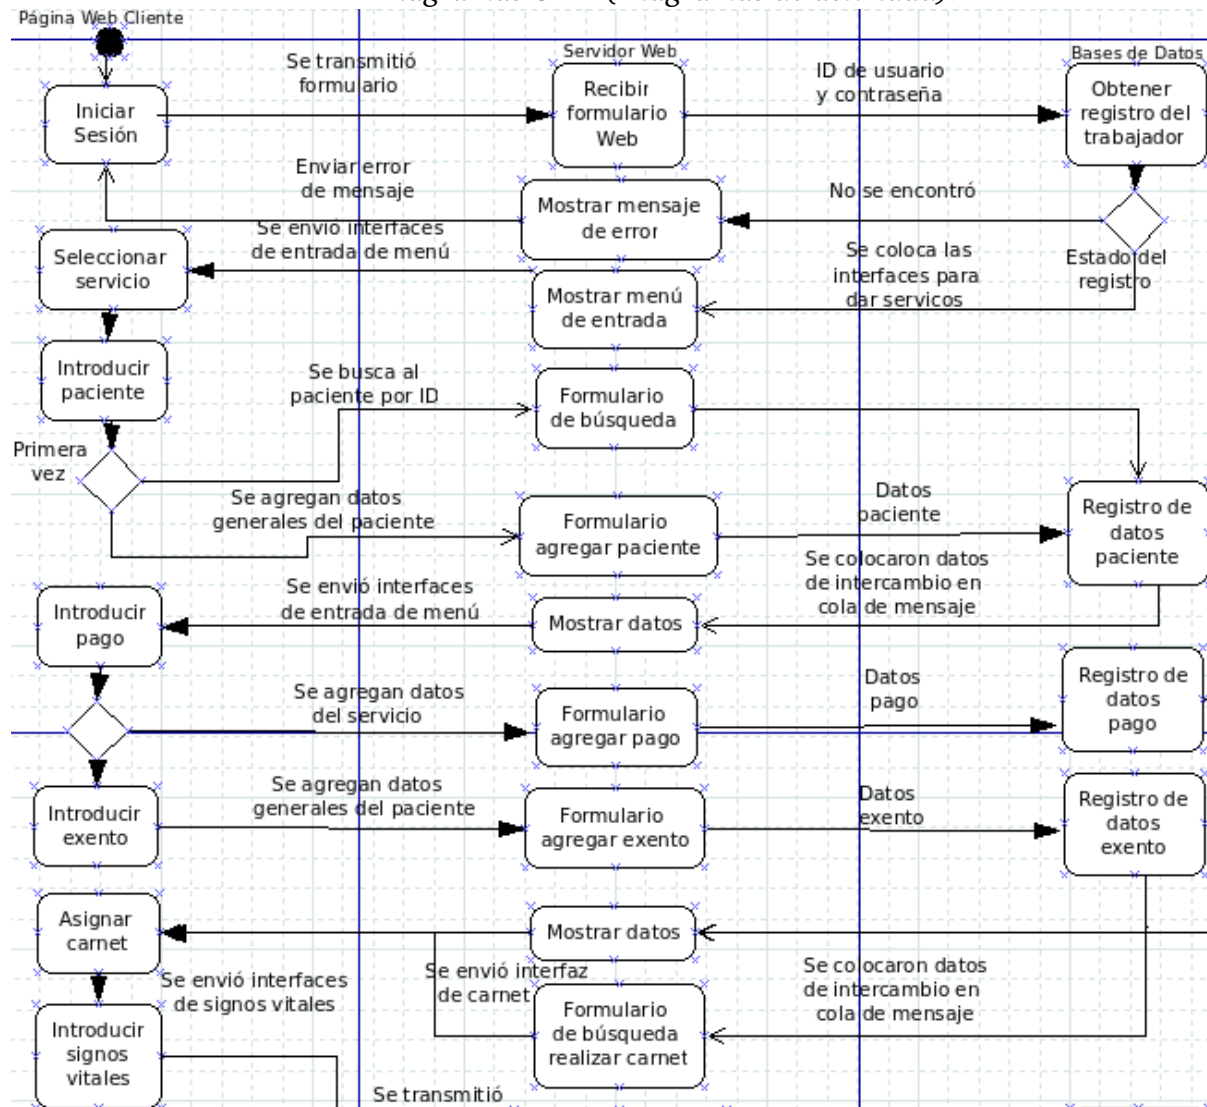 Página Web Cliente
Servidor Web
Bases de Datos
Iniciar
Sesión
Se transmitió
formulario
Recibir
formulario
Web
ID de usuario
y contraseña
Obtener
registro del
trabajador
Enviar error
de mensaje
Mostrar mensaje
de error
No se encontró
Estado del
registro
Seleccionar
servicio
Se envió interfaces
de entrada de menú
Mostrar menú
de entrada
Se coloca las
interfaces para
dar servicos
Introducir
paciente
Se busca al
paciente por ID
Formulario
de búsqueda
Primera
vez
Se agregan datos
generales del paciente
Formulario
agregar paciente
Datos
paciente
Registro de
datos
paciente
Introducir
pago
Se envió interfaces
de entrada de menú
Mostrar datos
Se colocaron datos
de intercambio en
cola de mensaje
Se agregan datos
del servicio
Formulario
agregar pago
Datos
pago
Registro de
datos
pago
Introducir
exento
Se agregan datos
generales del paciente
Formulario
agregar exento
Datos
exento
Registro de
datos
exento
Asignar
carnet
Mostrar datos
Se envió interfaz
de carnet
Formulario
de búsqueda
realizar carnet
Se colocaron datos
de intercambio en
cola de mensaje
Se envió interfaces
de signos vitales
Introducir
signos
vitales
Se transmitió